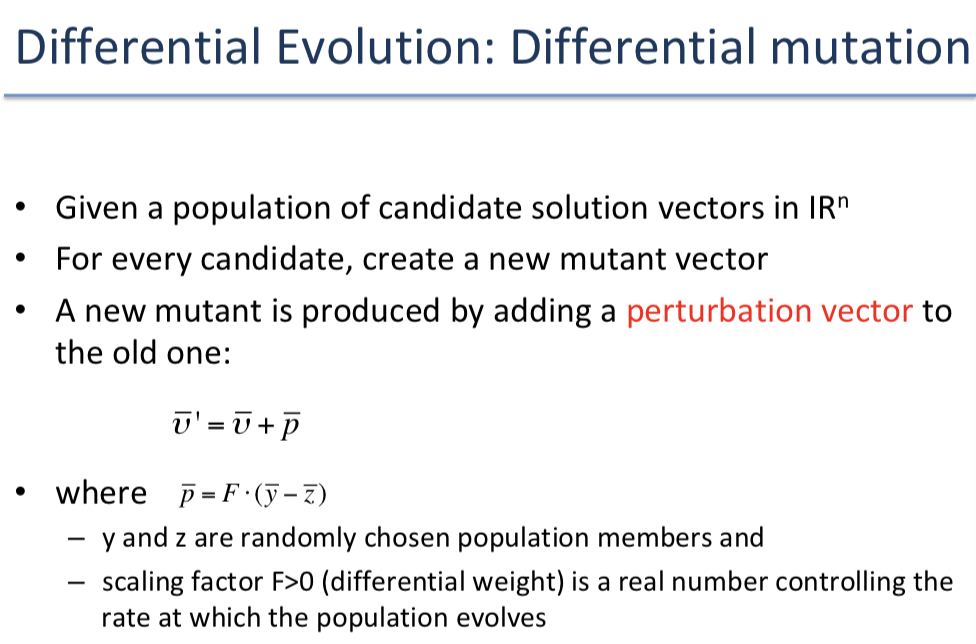 Differential Evolution: Differential mutation
• Given a population of candidate solution vectors in IRⁿ
• For every candidate, create a new mutant vector
• A new mutant is produced by adding a perturbation vector to
the old one:
ῡ' = ῡ + p̅
• where p̅ = F · (y̅ − z̅)
– y and z are randomly chosen population members and
– scaling factor F>0 (differential weight) is a real number controlling the
rate at which the population evolves